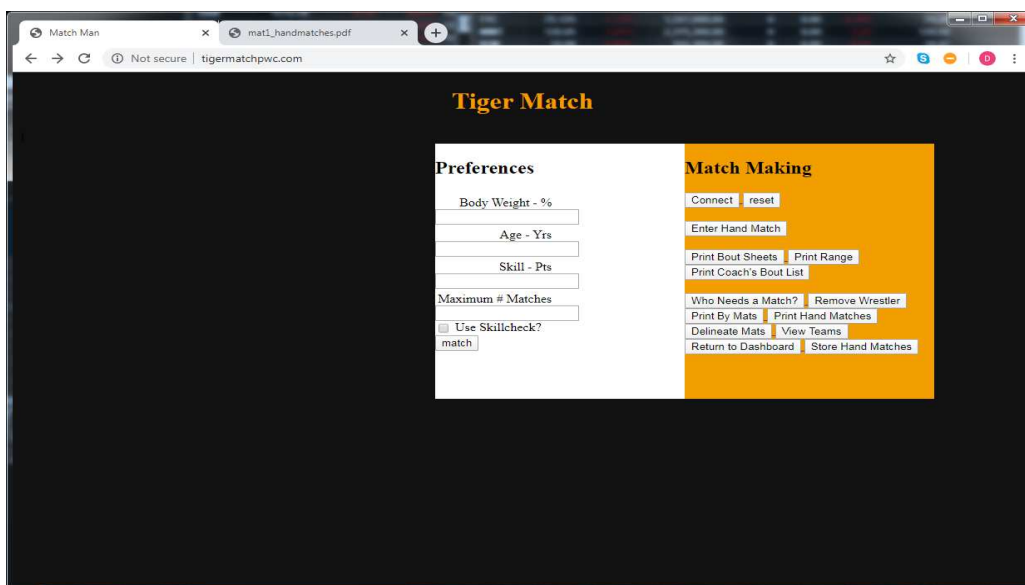 Match Man
mat1_handmatches.pdf
Not secure | tigermatchpwc.com
Tiger Match
Preferences
Body Weight - %
Age - Yrs
Skill - Pts
Maximum # Matches
Use Skillcheck?
match
Match Making
Connect reset
Enter Hand Match
Print Bout Sheets Print Range
Print Coach's Bout List
Who Needs a Match? Remove Wrestler
Print By Mats Print Hand Matches
Delineate Mats View Teams
Return to Dashboard Store Hand Matches